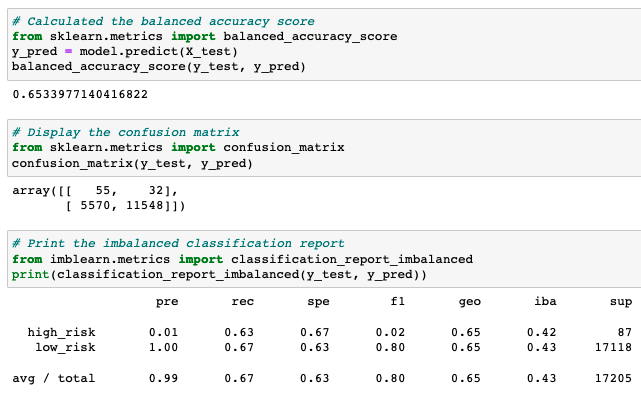 # Calculated the balanced accuracy score
from sklearn.metrics import balanced_accuracy_score
y_pred = model.predict(X_test)
balanced_accuracy_score(y_test, y_pred)
0.6533977140416822
# Display the confusion matrix
from sklearn.metrics import confusion_matrix
confusion_matrix(y_test, y_pred)
array([[   55,    32],
       [ 5570, 11548]])
# Print the imbalanced classification report
from imblearn.metrics import classification_report_imbalanced
print(classification_report_imbalanced(y_test, y_pred))
                   pre       rec       spe        f1       geo       iba       sup
  high_risk       0.01      0.63      0.67      0.02      0.65      0.42        87
   low_risk       1.00      0.67      0.63      0.80      0.65      0.43     17118
avg / total       0.99      0.67      0.63      0.80      0.65      0.43     17205